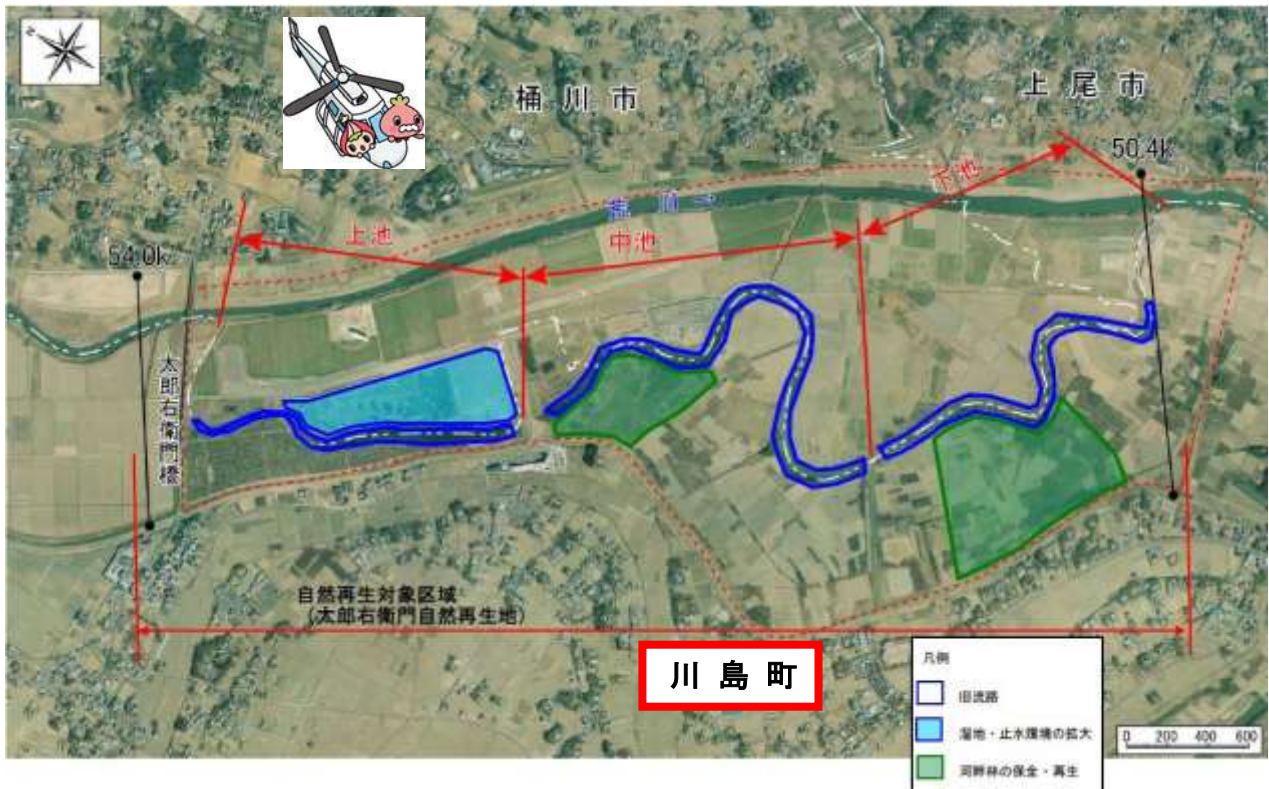 N
桶川市
上尾市
50.4k
下池
荒川→
上池
中池
54.0k
太郎右衛門橋
自然再生対象区域
(太郎右衛門自然再生地)
川島町
凡例
旧流路
湿地・止水環境の拡大
河畔林の保全・再生
0 200 400 600